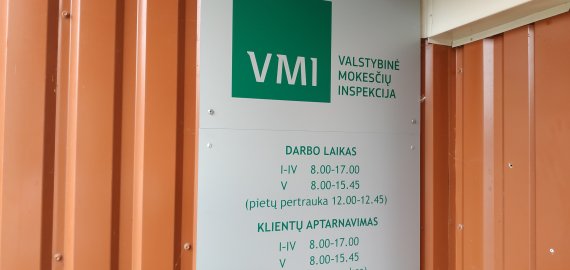 VMI
VALSTYBINĖ
MOKESČIŲ
INSPEKCIJA
DARBO LAIKAS
I-IV 8.00-17.00
V 8.00-15.45
(pietų pertrauka 12.00-12.45)
KLIENTŲ APTARNAVIMAS
I-IV 8.00-17.00
V 8.00-15.45